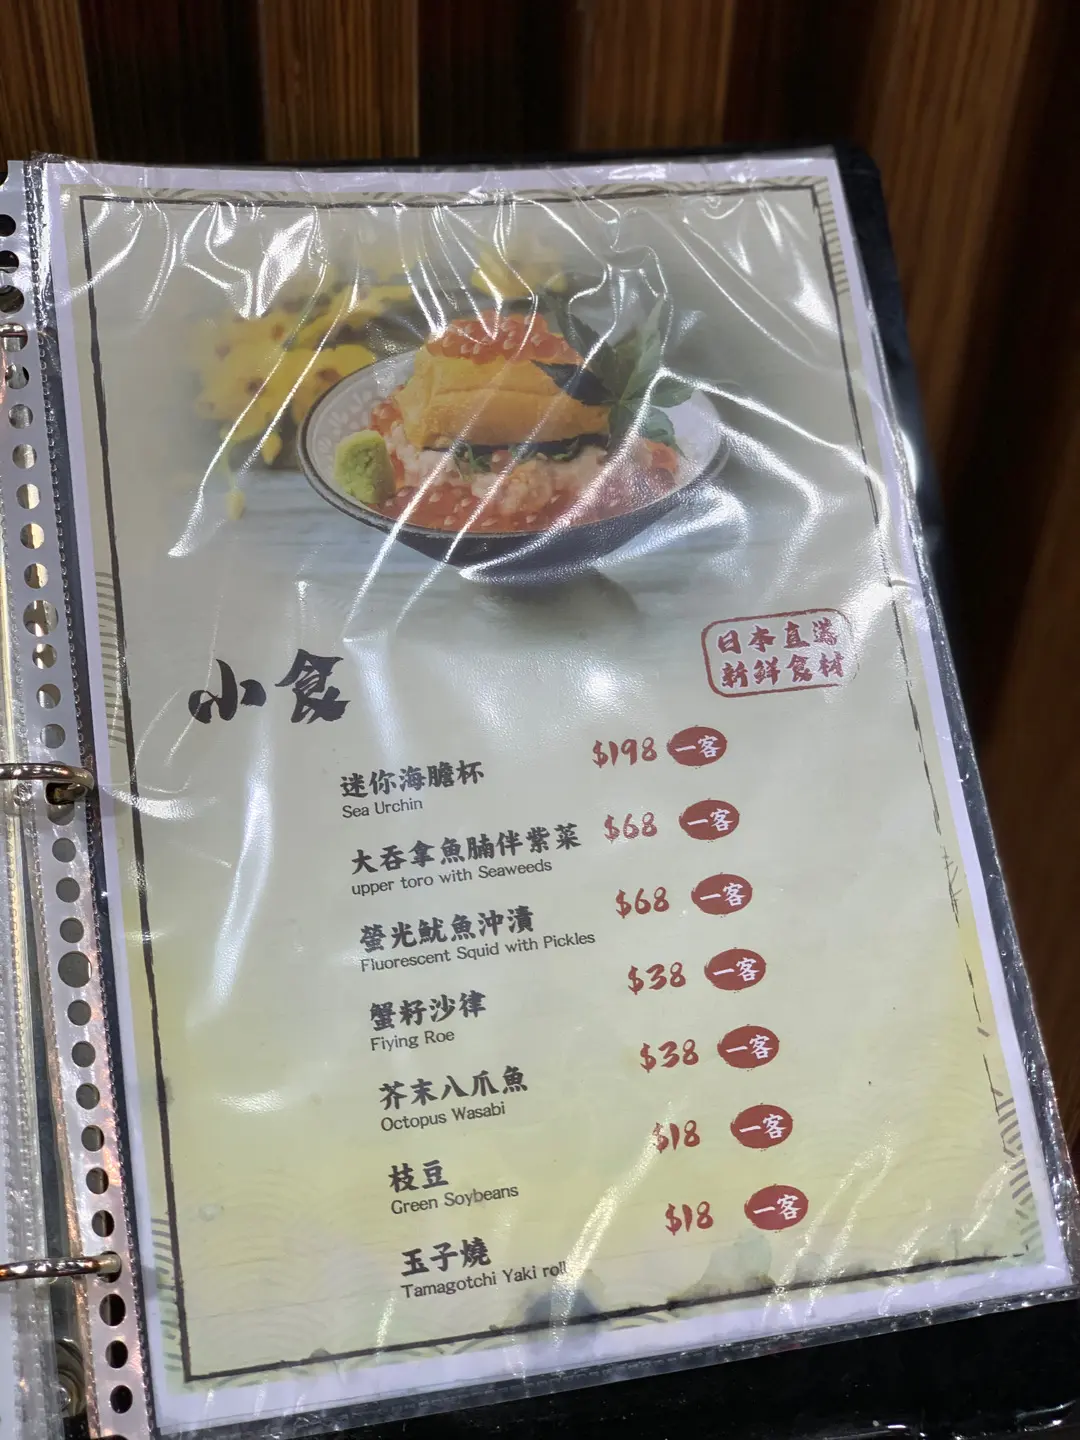 日本直送
新鮮食材
小食
$198 一客
迷你海膽杯
Sea Urchin
$68 一客
大吞拿魚腩伴紫菜
upper toro with Seaweeds
$68 一客
螢光魷魚沖漬
Fluorescent Squid with Pickles
$38 一客
蟹籽沙律
Fiying Roe
$38 一客
芥末八爪魚
Octopus Wasabi
$18 一客
枝豆
Green Soybeans
$18 一客
玉子燒
Tamagotchi Yaki roll